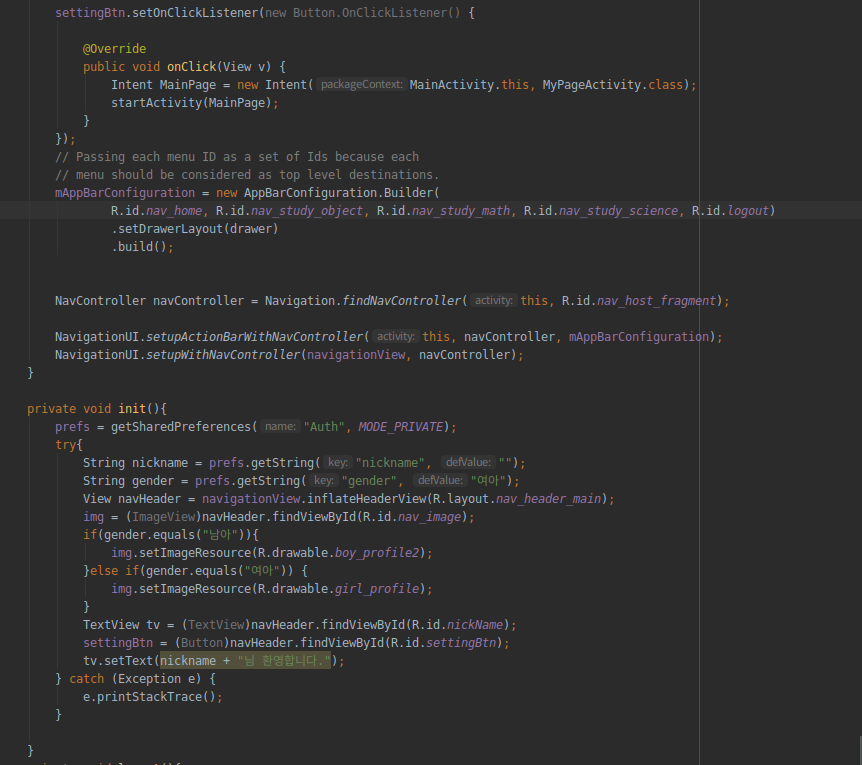 settingBtn.setOnClickListener(new Button.OnClickListener() {
@Override
public void onClick(View v) {
Intent MainPage = new Intent( packageContext: MainActivity.this, MyPageActivity.class);
startActivity(MainPage);
}
});
// Passing each menu ID as a set of Ids because each
// menu should be considered as top level destinations.
mAppBarConfiguration = new AppBarConfiguration.Builder(
R.id.nav_home, R.id.nav_study_object, R.id.nav_study_math, R.id.nav_study_science, R.id.logout)
.setDrawerLayout(drawer)
.build();
NavController navController = Navigation.findNavController( activity: this, R.id.nav_host_fragment);
NavigationUI.setupActionBarWithNavController( activity: this, navController, mAppBarConfiguration);
NavigationUI.setupWithNavController(navigationView, navController);
}
private void init(){
prefs = getSharedPreferences( name: "Auth", MODE_PRIVATE);
try{
String nickname = prefs.getString( key: "nickname", defValue: "");
String gender = prefs.getString( key: "gender", defValue: "여아");
View navHeader = navigationView.inflateHeaderView(R.layout.nav_header_main);
img = (ImageView)navHeader.findViewById(R.id.nav_image);
if(gender.equals("남아")){
img.setImageResource(R.drawable.boy_profile2);
}else if(gender.equals("여아")) {
img.setImageResource(R.drawable.girl_profile);
}
TextView tv = (TextView)navHeader.findViewById(R.id.nickName);
settingBtn = (Button)navHeader.findViewById(R.id.settingBtn);
tv.setText(nickname + "님 환영합니다.");
} catch (Exception e) {
e.printStackTrace();
}
}